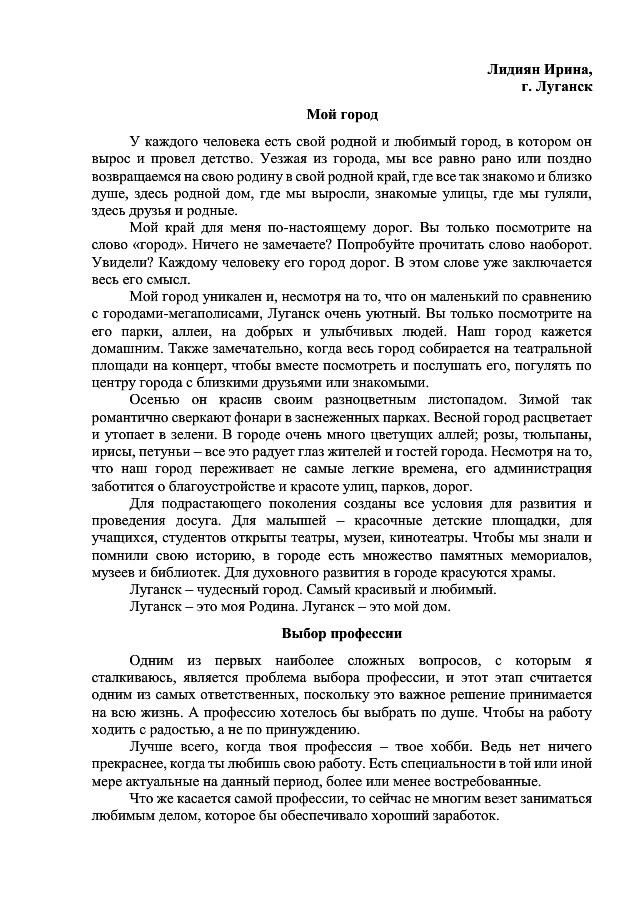 Лидиян Ирина,
г. Луганск
Мой город
У каждого человека есть свой родной и любимый город, в котором он
вырос и провел детство. Уезжая из города, мы все равно рано или поздно
возвращаемся на свою родину в свой родной край, где все так знакомо и близко
душе, здесь родной дом, где мы выросли, знакомые улицы, где мы гуляли,
здесь друзья и родные.
Мой край для меня по-настоящему дорог. Вы только посмотрите на
слово «город». Ничего не замечаете? Попробуйте прочитать слово наоборот.
Увидели? Каждому человеку его город дорог. В этом слове уже заключается
весь его смысл.
Мой город уникален и, несмотря на то, что он маленький по сравнению
с городами-мегаполисами, Луганск очень уютный. Вы только посмотрите на
его парки, аллеи, на добрых и улыбчивых людей. Наш город кажется
домашним. Также замечательно, когда весь город собирается на театральной
площади на концерт, чтобы вместе посмотреть и послушать его, погулять по
центру города с близкими друзьями или знакомыми.
Осенью он красив своим разноцветным листопадом. Зимой так
романтично сверкают фонари в заснеженных парках. Весной город расцветает
и утопает в зелени. В городе очень много цветущих аллей; розы, тюльпаны,
ирисы, петуньи – все это радует глаз жителей и гостей города. Несмотря на то,
что наш город переживает не самые легкие времена, его администрация
заботится о благоустройстве и красоте улиц, парков, дорог.
Для подрастающего поколения созданы все условия для развития и
проведения досуга. Для малышей – красочные детские площадки, для
учащихся, студентов открыты театры, музеи, кинотеатры. Чтобы мы знали и
помнили свою историю, в городе есть множество памятных мемориалов,
музеев и библиотек. Для духовного развития в городе красуются храмы.
Луганск – чудесный город. Самый красивый и любимый.
Луганск – это моя Родина. Луганск – это мой дом.
Выбор профессии
Одним из первых наиболее сложных вопросов, с которым я
сталкиваюсь, является проблема выбора профессии, и этот этап считается
одним из самых ответственных, поскольку это важное решение принимается
на всю жизнь. А профессию хотелось бы выбрать по душе. Чтобы на работу
ходить с радостью, а не по принуждению.
Лучше всего, когда твоя профессия – твое хобби. Ведь нет ничего
прекраснее, когда ты любишь свою работу. Есть специальности в той или иной
мере актуальные на данный период, более или менее востребованные.
Что же касается самой профессии, то сейчас не многим везет заниматься
любимым делом, которое бы обеспечивало хороший заработок.